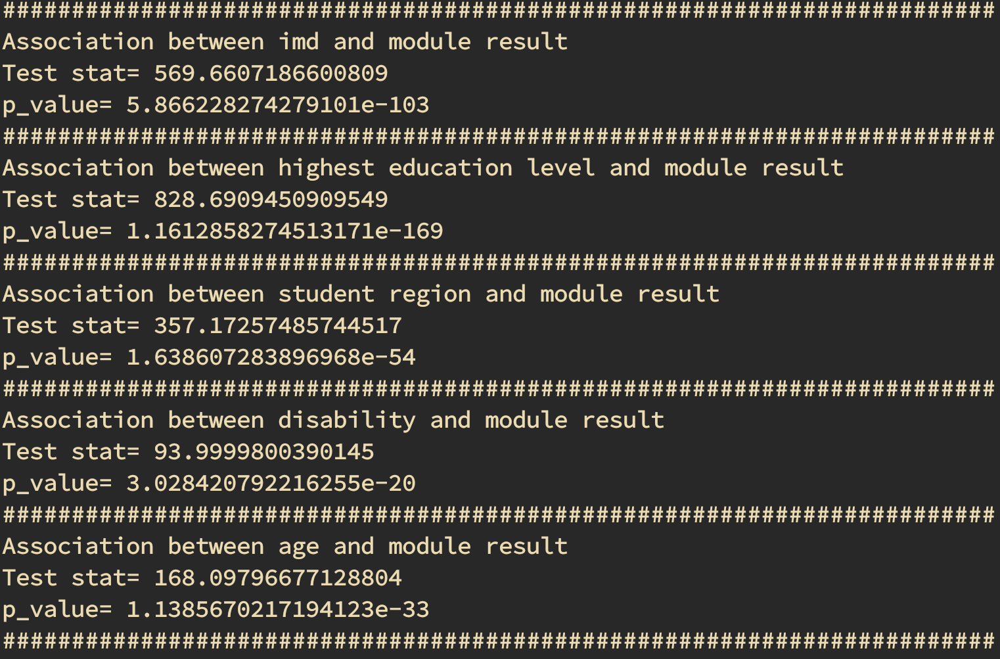 ########################################################################
Association between imd and module result
Test stat= 569.6607186600809
p_value= 5.866228274279101e-103
########################################################################
Association between highest education level and module result
Test stat= 828.6909450909549
p_value= 1.1612858274513171e-169
########################################################################
Association between student region and module result
Test stat= 357.17257485744517
p_value= 1.638607283896968e-54
########################################################################
Association between disability and module result
Test stat= 93.9999800390145
p_value= 3.028420792216255e-20
########################################################################
Association between age and module result
Test stat= 168.09796677128804
p_value= 1.1385670217194123e-33
########################################################################